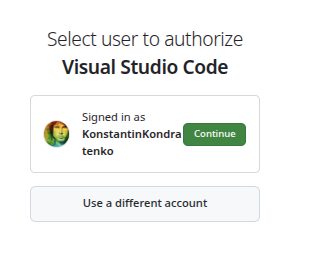 Select user to authorize
Visual Studio Code
Signed in as
KonstantinKondra
tenko
Continue
Use a different account